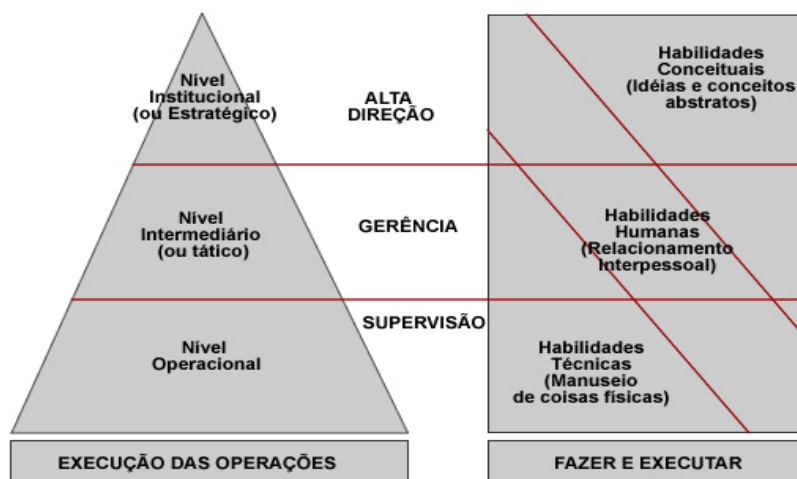 Nível
Institucional
(ou Estratégico)
ALTA
DIREÇÃO
Habilidades
Conceituais
(Idéias e conceitos
abstratos)
Nível
Intermediário
(ou tático)
GERÊNCIA
Habilidades
Humanas
(Relacionamento
Interpessoal)
SUPERVISÃO
Nível
Operacional
Habilidades
Técnicas
(Manuseio
de coisas físicas)
EXECUÇÃO DAS OPERAÇÕES
FAZER E EXECUTAR